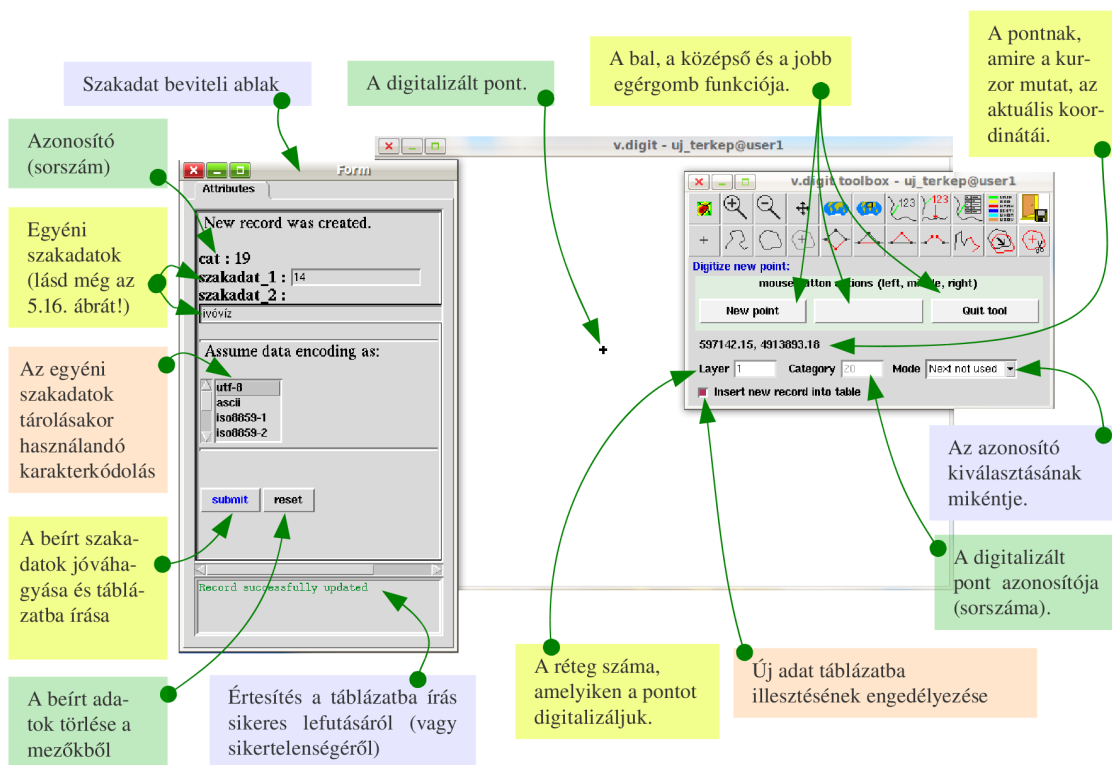 Szakadat beviteli ablak
A digitalizált pont.
A bal, a középső és a jobb
egérgomb funkciója.
A pontnak,
amire a kur-
zor mutat, az
aktuális koor-
dinátái.
Azonosító
(sorszám)
Egyéni
szakadatok
(lásd még az
5.16. ábrát!)
Az egyéni
szakadatok
tárolásakor
használandó
karakterkódolás
A beírt szaka-
datok jóváha-
gyása és táblá-
zatba írása
A beírt ada-
tok törlése a
mezőkből
Form
Attributes
New record was created.
cat : 19
szakadat_1 : 14
szakadat_2 :
ivóvíz
Assume data encoding as:
utf-8
ascii
iso8859-1
iso8859-2
submit reset
Record successfully updated
Értesítés a táblázatba írás
sikeres lefutásáról (vagy
sikertelenségéről)
v.digit - uj_terkep@user1
v.digit toolbox - uj_terkep@user1
123 123
Digitize new point:
mouse button actions (left, middle, right)
New point Quit tool
597142.15, 4913893.18
Layer 1 Category 20 Mode Next not used
Insert new record into table
Az azonosító
kiválasztásának
mikéntje.
A digitalizált
pont azonosítója
(sorszáma).
A réteg száma,
amelyiken a pontot
digitalizáljuk.
Új adat táblázatba
illesztésének engedélyezése